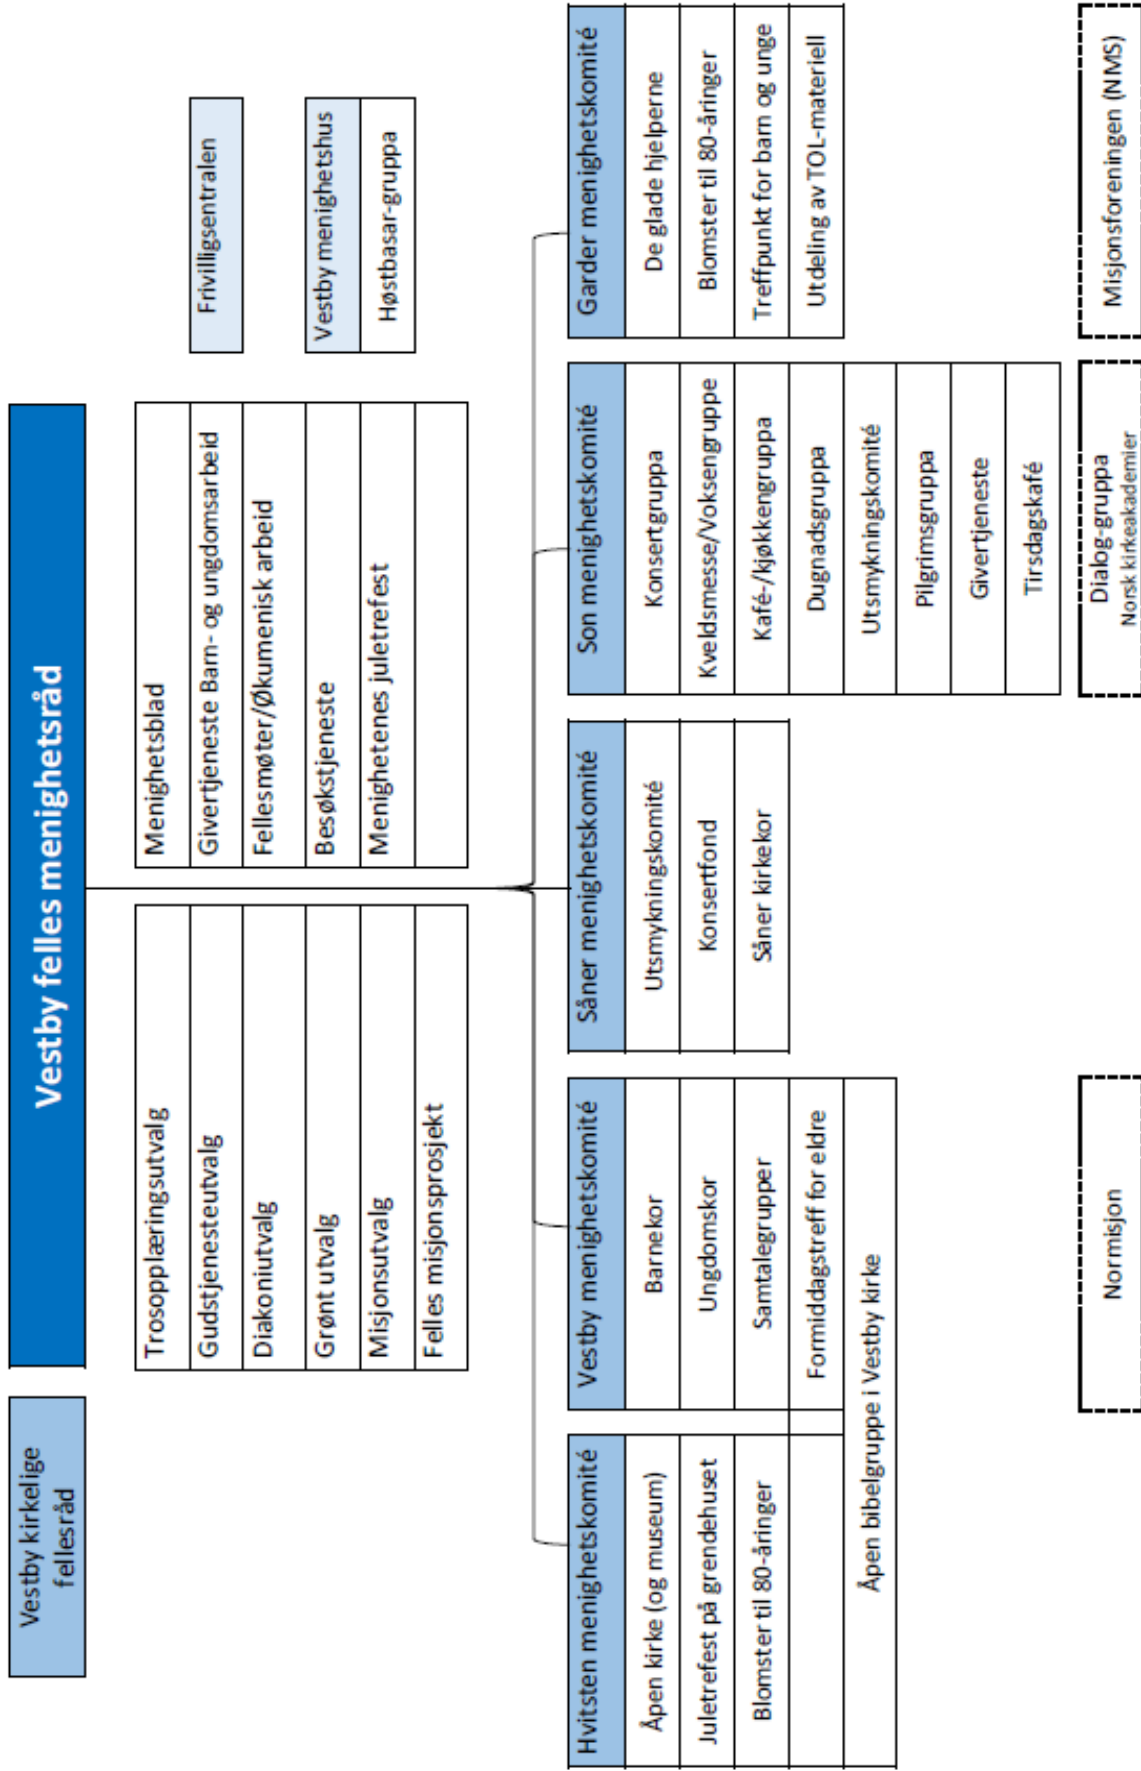 Vestby kirkelige
fellesråd
Vestby felles menighetsråd
Trosopplæringsutvalg
Gudstjenesteutvalg
Diakoniutvalg
Grønt utvalg
Misjonsutvalg
Felles misjonsprosjekt
Menighetsblad
Givertjeneste Barn- og ungdomsarbeid
Fellesmøter/Økumenisk arbeid
Besøkstjeneste
Menighetenes juletrefest
Frivilligsentralen
Vestby menighetshus
Høstbasar-gruppa
Hvitsten menighetskomité
Åpen kirke (og museum)
Juletrefest på grendehuset
Blomster til 80-åringer
Vestby menighetskomité
Barnekor
Ungdomskor
Samtalegrupper
Formiddagstreff for eldre
Åpen bibelgruppe i Vestby kirke
Såner menighetskomité
Utsmykningskomité
Konsertfond
Såner kirkekor
Son menighetskomité
Konsertgruppa
Kveldsmesse/Voksengruppe
Kafé-/kjøkkengruppa
Dugnadsgruppa
Utsmykningskomité
Pilgrimsgruppa
Givertjeneste
Tirsdagskafé
Garder menighetskomité
De glade hjelperne
Blomster til 80-åringer
Treffpunkt for barn og unge
Utdeling av TOL-materiell
Normisjon
Dialog-gruppa
Norsk kirkeakademier
Misjonsforeningen (NMS)